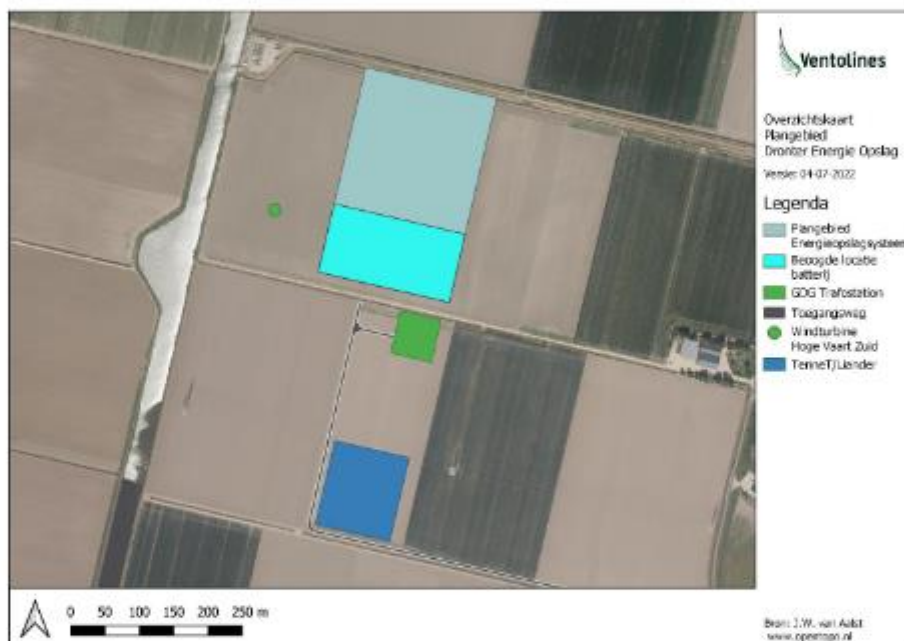 Ventolines
Overzichtskaart
Plangebied
Dronter Energie Opslag
Versie: 04-07-2022
Legenda
Plangebied
Energieopslagsysteem
Beoogde locatie
batterij
GDG Trafostation
Toegangsweg
Windturbine
Hoge Vaart Zuid
TenneT/Liander
0 50 100 150 200 250 m
Bron: J.W. van Aalst
www.opentopo.nl